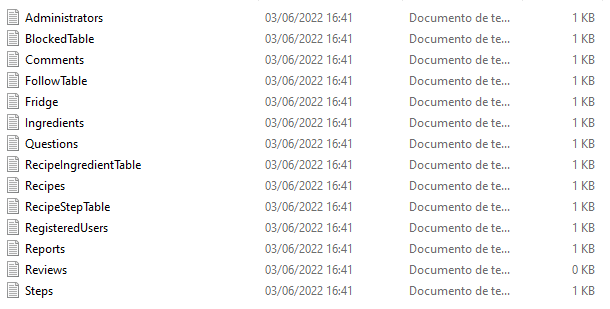 Administrators 03/06/2022 16:41 Documento de te... 1 KB
BlockedTable 03/06/2022 16:41 Documento de te... 1 KB
Comments 03/06/2022 16:41 Documento de te... 1 KB
FollowTable 03/06/2022 16:41 Documento de te... 1 KB
Fridge 03/06/2022 16:41 Documento de te... 1 KB
Ingredients 03/06/2022 16:41 Documento de te... 1 KB
Questions 03/06/2022 16:41 Documento de te... 1 KB
RecipeIngredientTable 03/06/2022 16:41 Documento de te... 1 KB
Recipes 03/06/2022 16:41 Documento de te... 1 KB
RecipeStepTable 03/06/2022 16:41 Documento de te... 1 KB
RegisteredUsers 03/06/2022 16:41 Documento de te... 1 KB
Reports 03/06/2022 16:41 Documento de te... 1 KB
Reviews 03/06/2022 16:41 Documento de te... 0 KB
Steps 03/06/2022 16:41 Documento de te... 1 KB